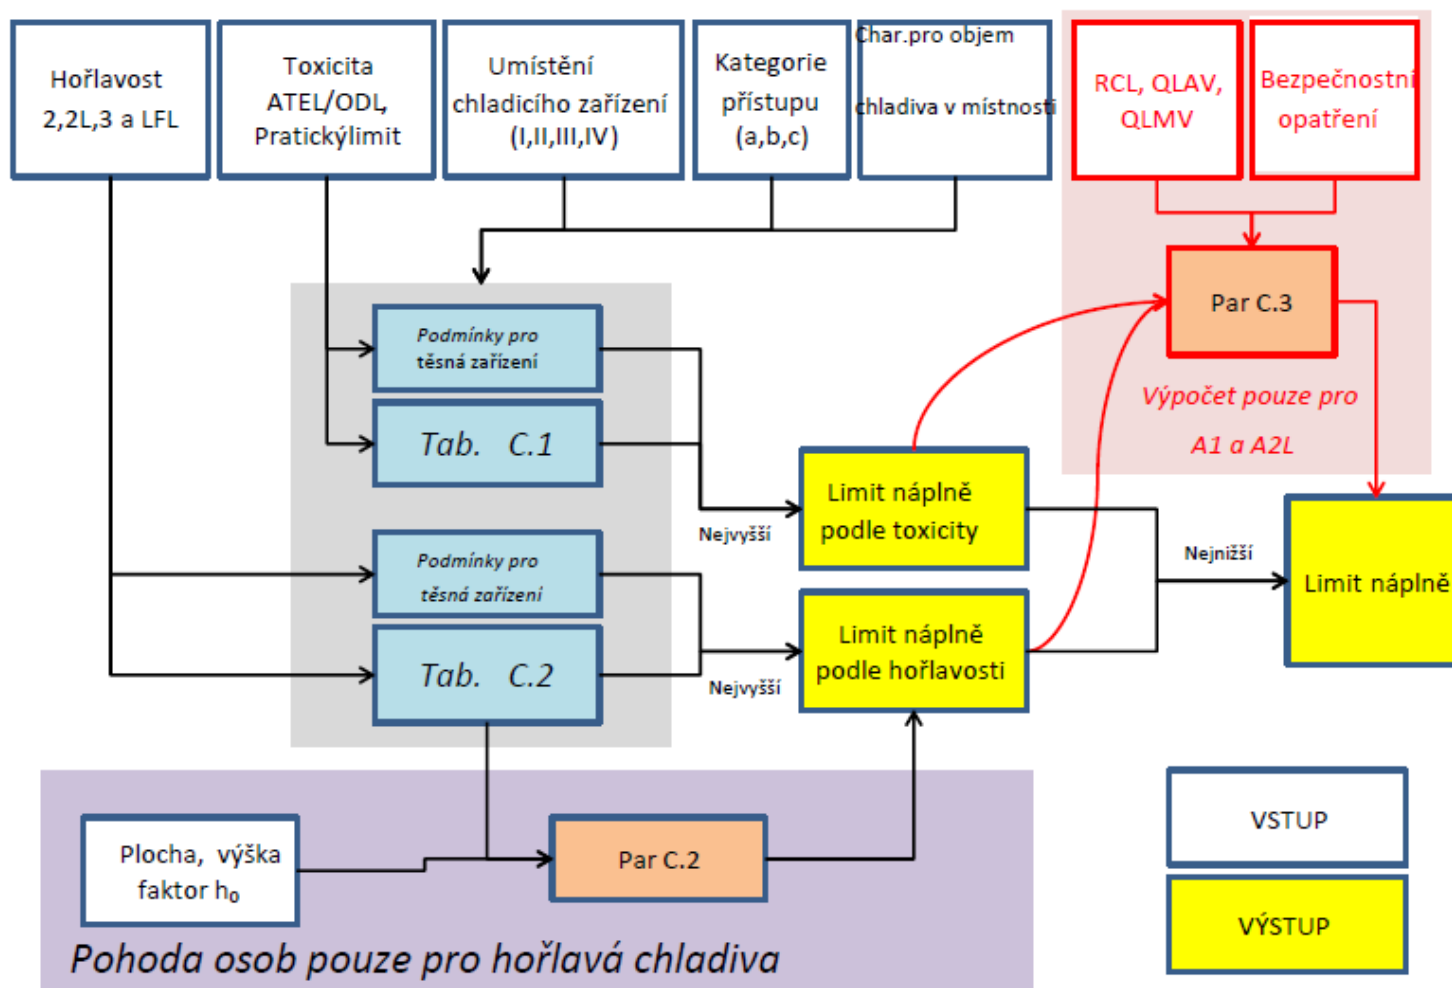 Hořlavost
2,2L,3 a LFL
Toxicita
ATEL/ODL,
Pratickýlimit
Umístění
chladicího zařízení
(I,II,III,IV)
Kategorie
přístupu
(a,b,c)
Char.pro objem
chladiva v místnosti
RCL, QLAV,
QLMV
Bezpečnostní
opatření
Podmínky pro
těsná zařízení
Tab. C.1
Podmínky pro
těsná zařízení
Tab. C.2
Nejvyšší
Nejvyšší
Limit náplně
podle toxicity
Limit náplně
podle hořlavosti
Par C.3
Výpočet pouze pro
A1 a A2L
Nejnižší
Limit náplně
Plocha, výška
faktor h₀
Par C.2
Pohoda osob pouze pro hořlavá chladiva
VSTUP
VÝSTUP